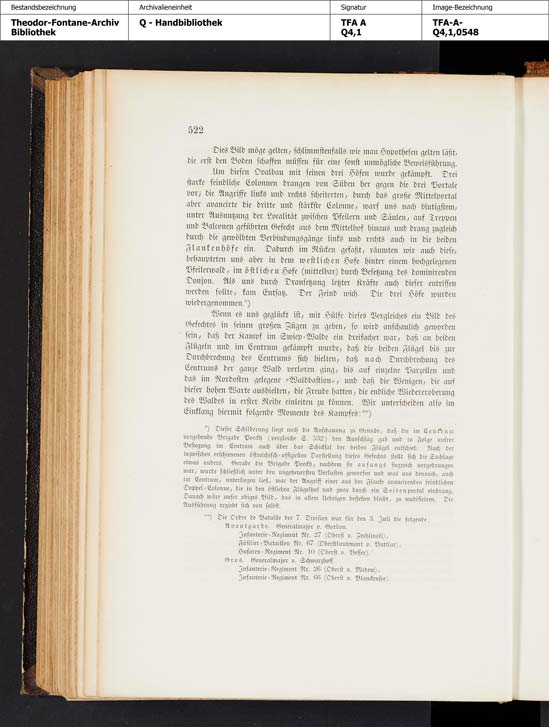 Bestandsbezeichnung Archivalieneinheit Signatur Image-Bezeichnung
Theodor-Fontane-Archiv Q - Handbibliothek TFA A TFA-A-
Bibliothek Q4,1 Q4,1,0548
522
Dies Bild möge gelten, schlimmstenfalls wie man Hypothesen gelten läßt,
die erst den Boden schaffen müssen für eine sonst unmögliche Beweisführung.
Um diesen Ovalbau mit seinen drei Höfen wurde gekämpft. Drei
starke feindliche Colonnen drangen von Süden her gegen die drei Portale
vor; die Angriffe links und rechts scheiterten, durch das große Mittelportal
aber avancirte die dritte und stärkste Colonne, warf uns nach blutigstem,
unter Ausnutzung der Localität zwischen Pfeilern und Säulen, auf Treppen
und Balconen geführten Gefecht aus dem Mittelhof hinaus und drang zugleich
durch die gewölbten Verbindungsgänge links und rechts auch in die beiden
Flankenhöfe ein. Dadurch im Rücken gefaßt, räumten wir auch diese,
behaupteten uns aber in dem westlichen Hofe hinter einem hochgelegenen
Pfeilerwald, im östlichen Hofe (mittelbar) durch Besetzung des dominirenden
Donjon. Als uns durch Dransetzung letzter Kräfte auch dieser entrissen
werden sollte, kam Entsatz. Der Feind wich. Die drei Höfe wurden
wiedergenommen.*)
Wenn es uns geglückt ist, mit Hülfe dieses Vergleiches ein Bild des
Gefechtes in seinen großen Zügen zu geben, so wird anschaulich geworden
sein, daß der Kampf im Swiep-Walde ein dreifacher war, daß an beiden
Flügeln und im Centrum gekämpft wurde, daß die beiden Flügel bis zur
Durchbrechung des Centrums sich hielten, daß nach Durchbrechung des
Centrums der ganze Wald verloren ging, bis auf einzelne Parzellen und
das im Nordosten gelegene »Waldbastion«, und daß die Wenigen, die auf
dieser hohen Warte ausbielten, die Freude hatten, die endliche Wiedereroberung
des Waldes in erster Reihe einleiten zu können. Wir unterscheiden also im
Einklang hiermit folgende Momente des Kampfes:**)
*) Dieser Schilderung liegt noch die Anschauung zu Grunde, daß die im Centrum
vorgehende Brigade Poeckh (vergleiche S. 532) den Ausschlag gab und in Folge unsrer
Besiegung im Centrum auch über das Schicksal der beiden Flügel entschied. Nach der
inzwischen erschienenen östreichisch-offiziellen Darstellung dieses Gefechts stellt sich die Sachlage
etwas anders. Gerade die Brigade Poeckh, nachdem sie anfangs siegreich vorgedrungen
war, wurde schließlich unter den ungeheuersten Verlusten geworfen und was uns dennoch, auch
im Centrum, unterliegen ließ, war der Angriff einer aus der Flanke avancirenden feindlichen
Doppel-Colonne, die in den östlichen Flügelhof und zwar durch ein Seitenportal eindrang.
Danach wäre unser obiges Bild, das in allem Uebrigen bestehen bleibt, zu modifiziren. Die
Ausführung ergiebt sich von selbst.
**) Die Ordre de Bataille der 7. Division war für den 3. Juli die folgende:
Avantgarde. Generalmajor v. Gordon.
Infanterie-Regiment Nr. 27 (Oberst v. Zychlinski),
Füsilier-Bataillon Nr. 67 (Oberstlieutenant v. Buttlar),
Husaren-Regiment Nr. 10 (Oberst v. Besser).
Gros. Generalmajor v. Schwarzhoff.
Infanterie-Regiment Nr. 26 (Oberst v. Medem),
Infanterie-Regiment Nr. 66 (Oberst v. Blanckensee).